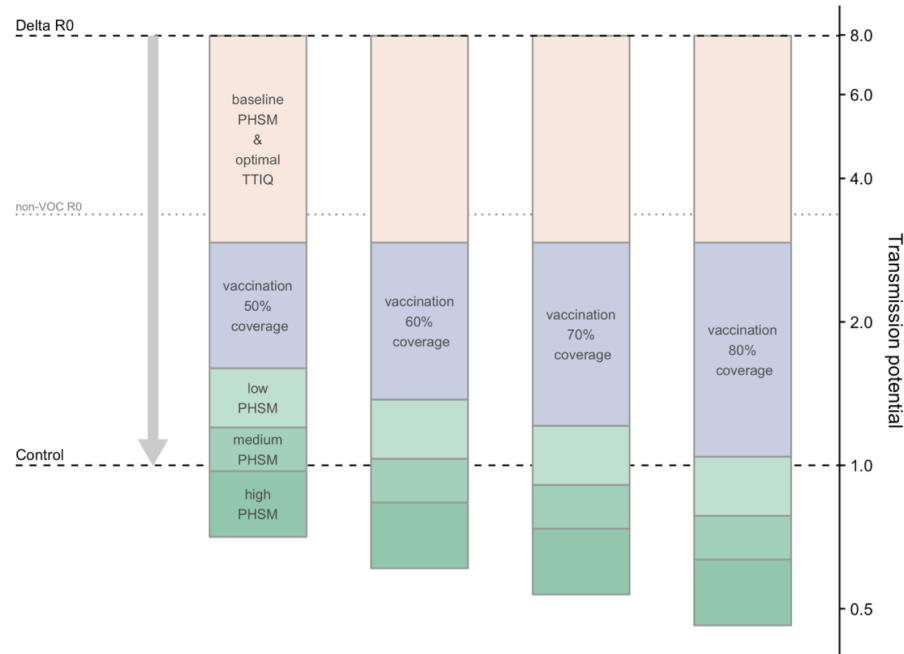 Delta R0
8.0
6.0
baseline
PHSM
&
optimal
TTIQ
4.0
non-VOC R0
Transmission potential
vaccination
50%
coverage
vaccination
60%
coverage
vaccination
70%
coverage
vaccination
80%
coverage
2.0
low
PHSM
medium
PHSM
Control
1.0
high
PHSM
0.5